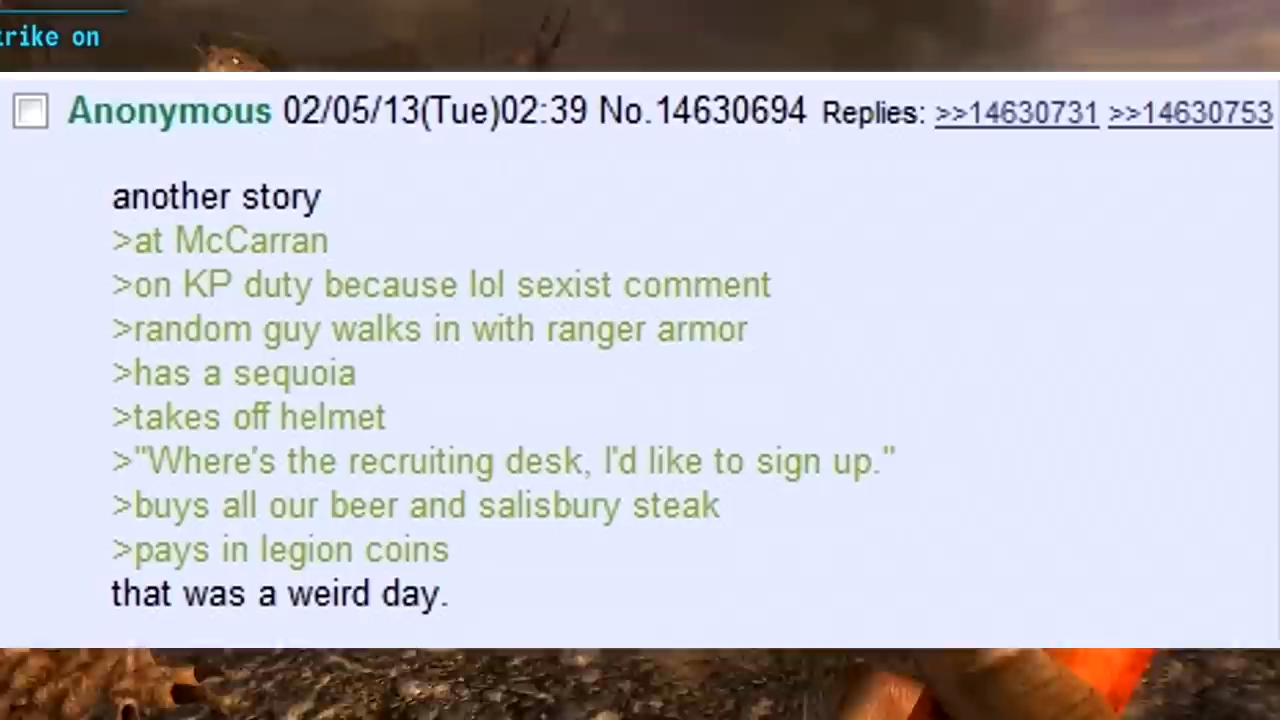 trike on
Anonymous 02/05/13(Tue)02:39 No.14630694 Replies: >>14630731 >>14630753
another story
>at McCarran
>on KP duty because lol sexist comment
>random guy walks in with ranger armor
>has a sequoia
>takes off helmet
>"Where's the recruiting desk, I'd like to sign up."
>buys all our beer and salisbury steak
>pays in legion coins
that was a weird day.